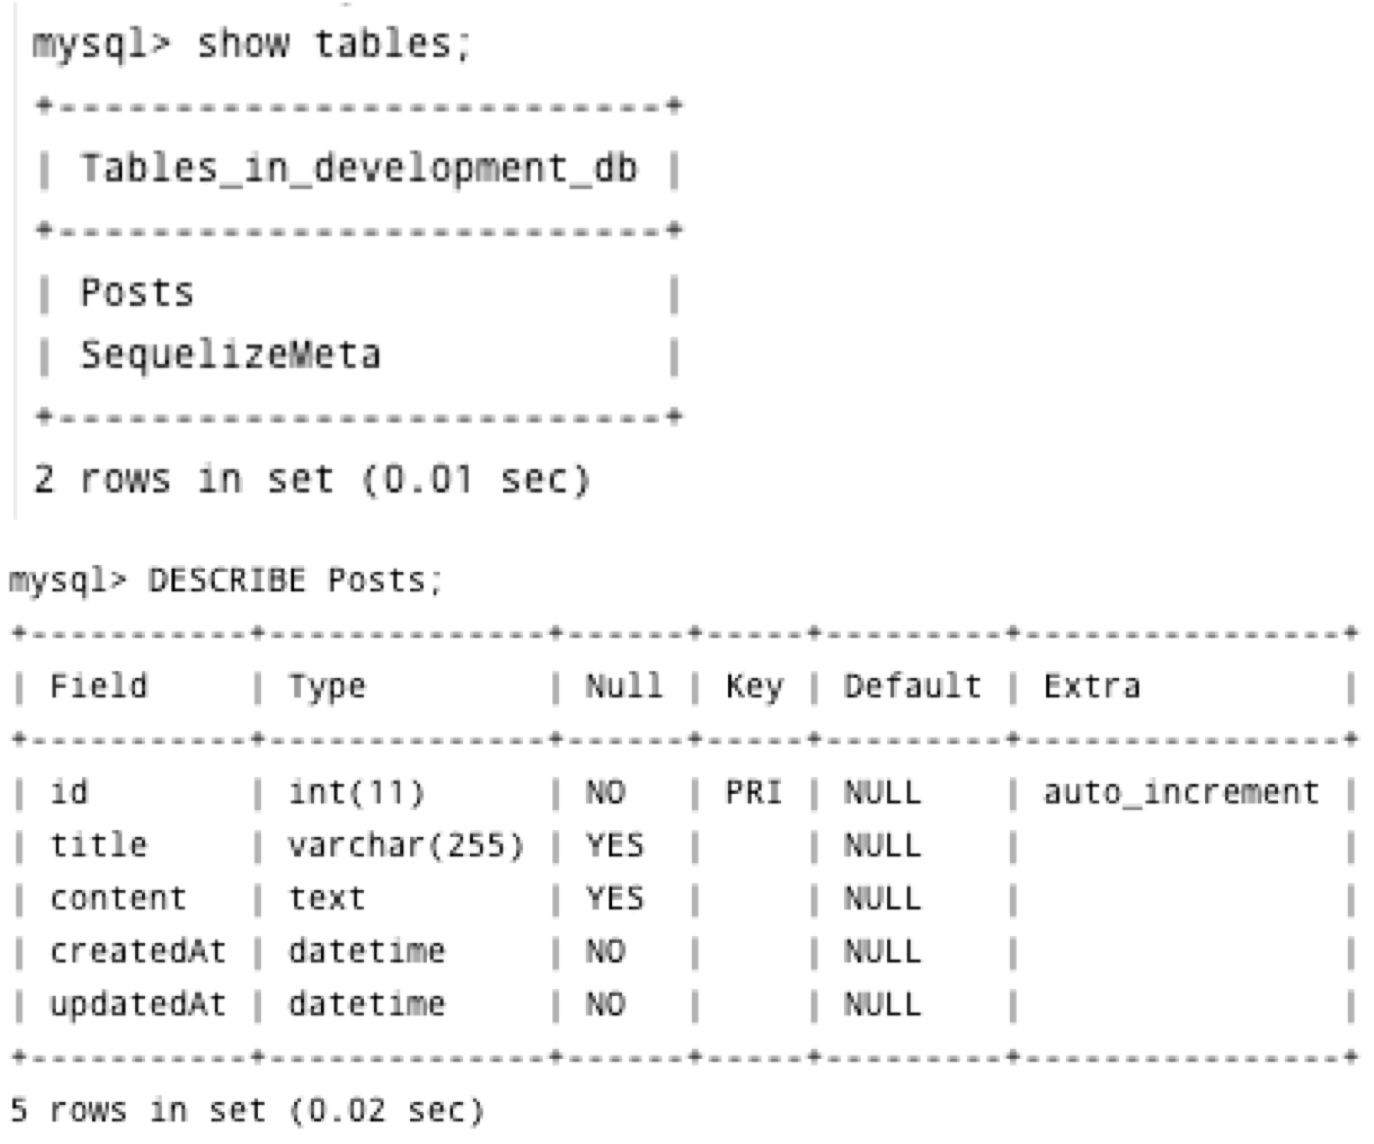 mysql> show tables;
+---------------------------+
| Tables_in_development_db |
+---------------------------+
| Posts |
| SequelizeMeta |
+---------------------------+
2 rows in set (0.01 sec)
mysql> DESCRIBE Posts;
+-----------+--------------+------+-----+---------+----------------+
| Field | Type | Null | Key | Default | Extra |
+-----------+--------------+------+-----+---------+----------------+
| id | int(11) | NO | PRI | NULL | auto_increment |
| title | varchar(255) | YES | | NULL | |
| content | text | YES | | NULL | |
| createdAt | datetime | NO | | NULL | |
| updatedAt | datetime | NO | | NULL | |
+-----------+--------------+------+-----+---------+----------------+
5 rows in set (0.02 sec)